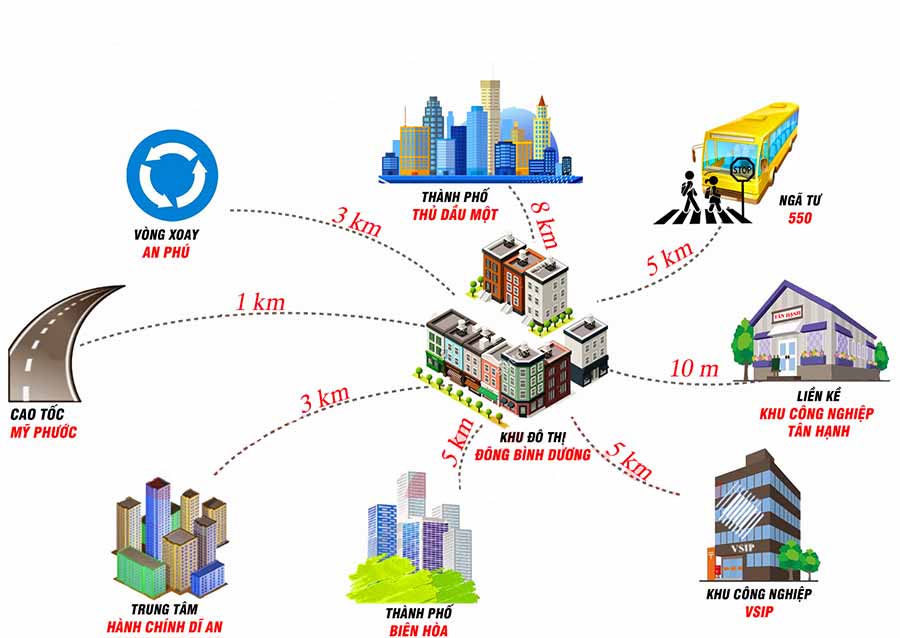 THÀNH PHỐ
THỦ DẦU MỘT
8 km
STOP
NGÃ TƯ
550
5 km
VÒNG XOAY
AN PHÚ
3 km
1 km
CAO TỐC
MỸ PHƯỚC
TÂN HẠNH
10 m
LIỀN KỀ
KHU CÔNG NGHIỆP
TÂN HẠNH
3 km
KHU ĐÔ THỊ
ĐÔNG BÌNH DƯƠNG
5 km
5 km
TRUNG TÂM
HÀNH CHÍNH DĨ AN
THÀNH PHỐ
BIÊN HÒA
VSIP
KHU CÔNG NGHIỆP
VSIP